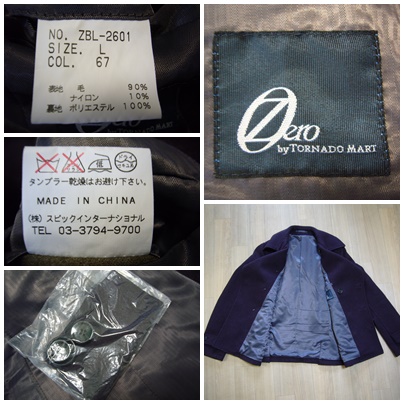 NO. ZBL-2601
SIZE. L
COL. 67
表地 毛 90%
ナイロン 10%
裏地 ポリエステル 100%
タンブラー乾燥はお避け下さい。
MADE IN CHINA
(株) スピックインターナショナル
TEL 03-3794-9700
Zero
by TORNADO MART